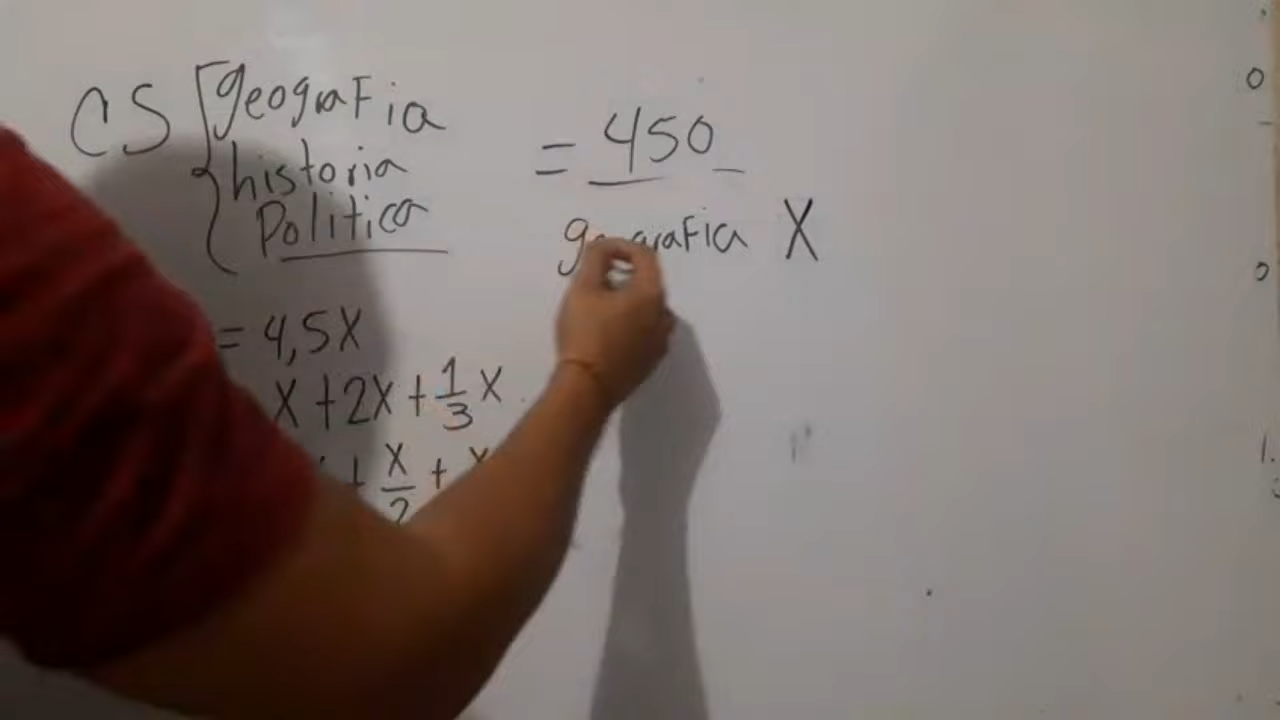 CS { geografia
historia
Politica
= 450
geografia X
= 4,5X
X + 2X + 1/3 X
+ X/2 +